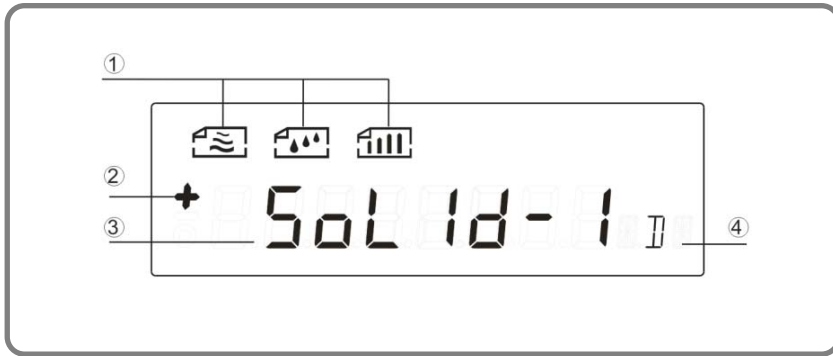 ①
②
+
③
SoLId-1
D
④